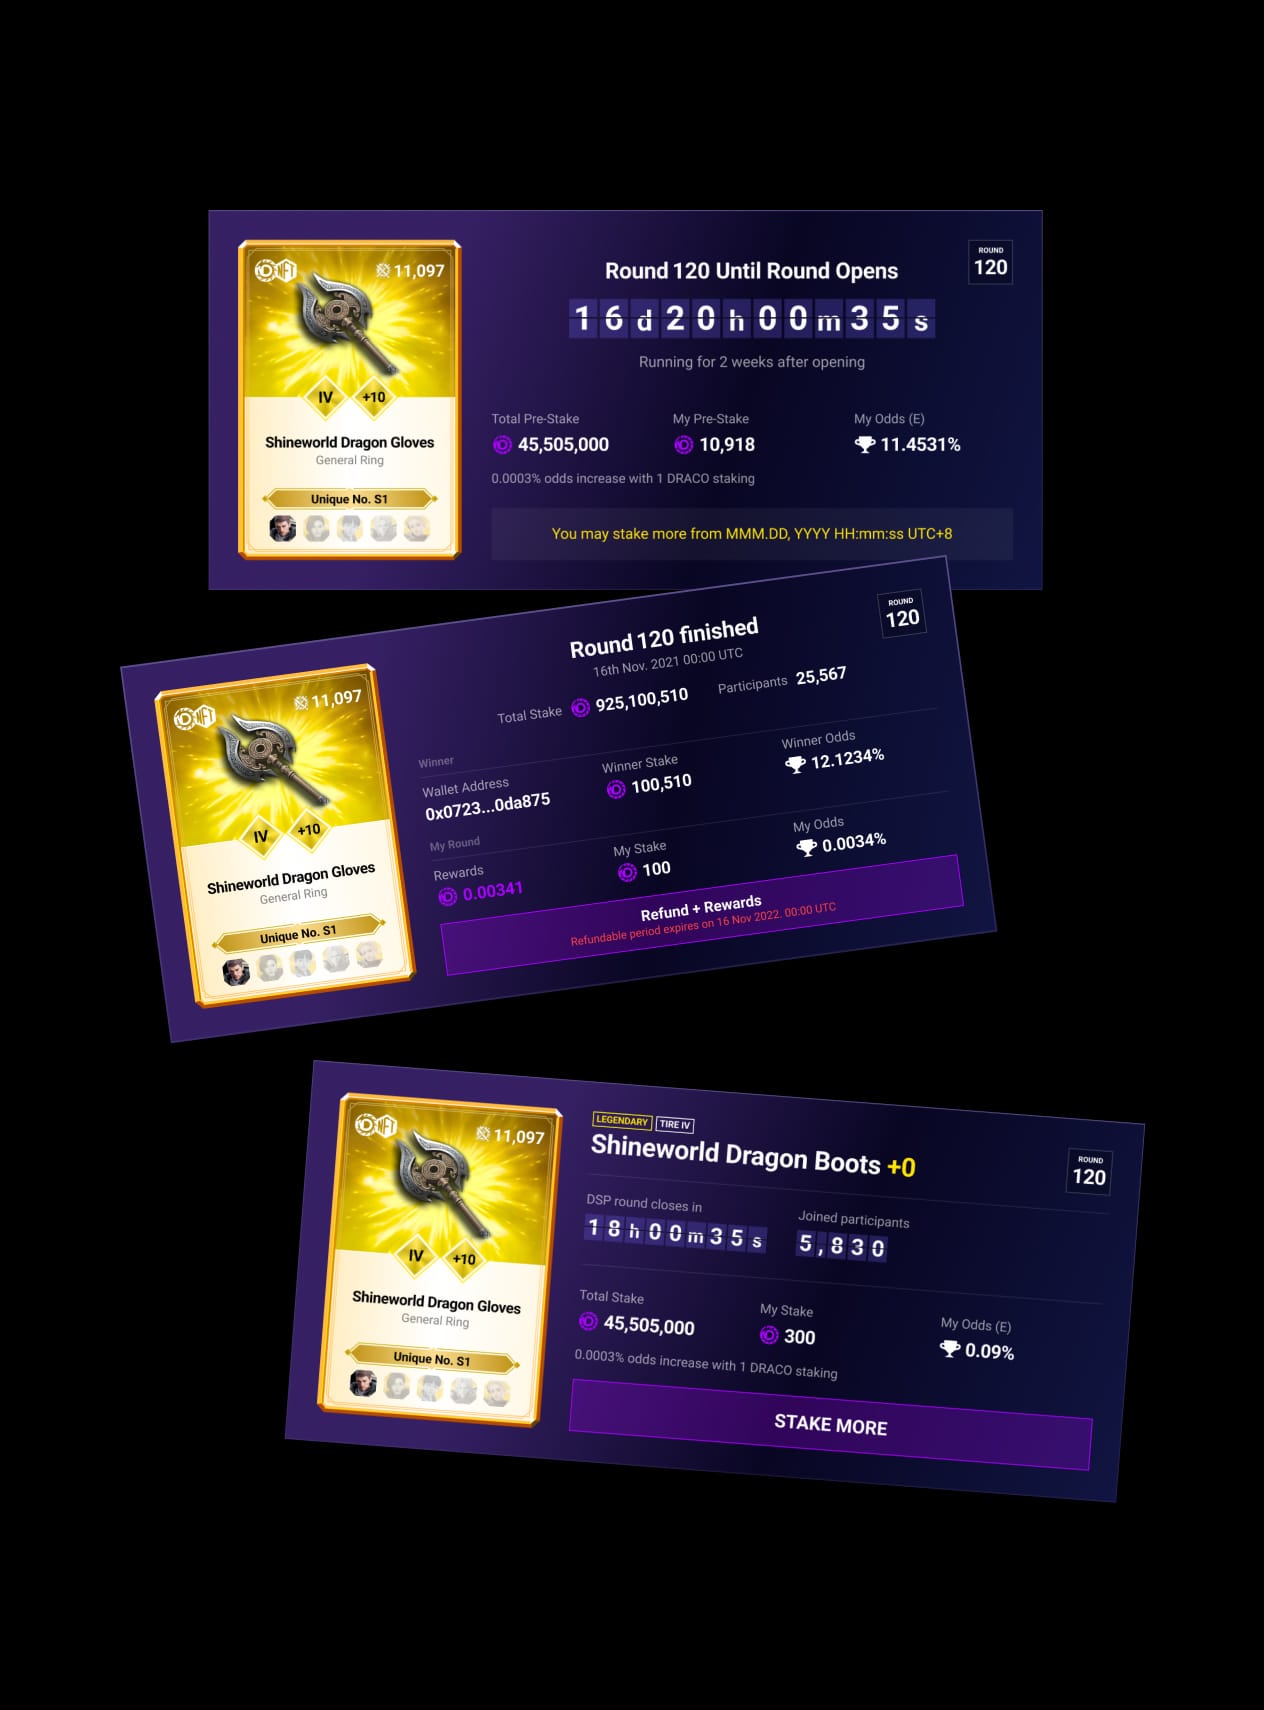 NFT
11,097
IV
+10
Shineworld Dragon Gloves
General Ring
Unique No. S1
ROUND
120
Round 120 Until Round Opens
16d20h00m35s
Running for 2 weeks after opening
Total Pre-Stake
45,505,000
My Pre-Stake
10,918
My Odds (E)
11.4531%
0.0003% odds increase with 1 DRACO staking
You may stake more from MMM.DD, YYYY HH:mm:ss UTC+8
NFT
11,097
IV
+10
Shineworld Dragon Gloves
General Ring
Unique No. S1
ROUND
120
Round 120 finished
16th Nov. 2021 00:00 UTC
Total Stake 925,100,510 Participants 25,567
Winner
Wallet Address
0x0723...0da875
Winner Stake
100,510
Winner Odds
12.1234%
My Round
Rewards
0.00341
My Stake
100
My Odds
0.0034%
Refund + Rewards
Refundable period expires on 16 Nov 2022. 00:00 UTC
NFT
11,097
IV
+10
Shineworld Dragon Gloves
General Ring
Unique No. S1
LEGENDARY TIRE IV
Shineworld Dragon Boots +0
ROUND
120
DSP round closes in
18h00m35s
Joined participants
5,830
Total Stake
45,505,000
My Stake
300
My Odds (E)
0.09%
0.0003% odds increase with 1 DRACO staking
STAKE MORE